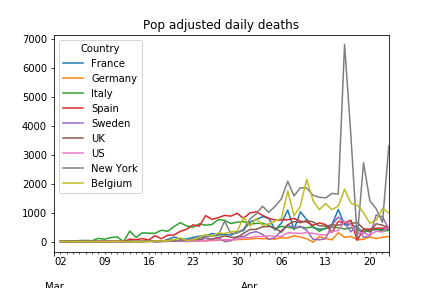 Pop adjusted daily deaths
7000
6000
5000
4000
3000
2000
1000
0
Country
France
Germany
Italy
Spain
Sweden
UK
US
New York
Belgium
02 09 16 23 30 06 13 20
Mar Apr